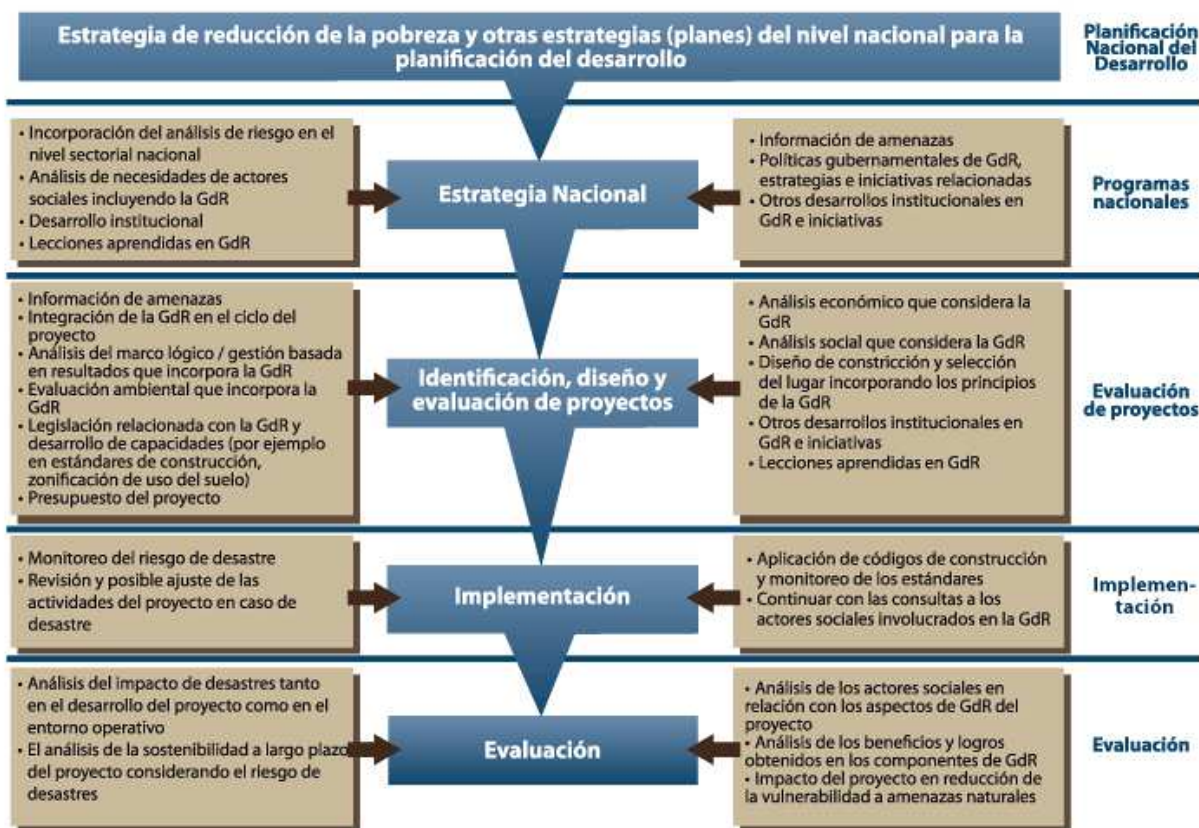 Estrategia de reducción de la pobreza y otras estrategias (planes) del nivel nacional para la
planificación del desarrollo
Planificación
Nacional del
Desarrollo
• Incorporación del análisis de riesgo en el
nivel sectorial nacional
• Análisis de necesidades de actores
sociales incluyendo la GdR
• Desarrollo institucional
• Lecciones aprendidas en GdR
Estrategia Nacional
• Información de amenazas
• Políticas gubernamentales de GdR,
estrategias e iniciativas relacionadas
• Otros desarrollos institucionales en
GdR e iniciativas
Programas
nacionales
• Información de amenazas
• Integración de la GdR en el ciclo del
proyecto
• Análisis del marco lógico / gestión basada
en resultados que incorpora la GdR
• Evaluación ambiental que incorpora la
GdR
• Legislación relacionada con la GdR y
desarrollo de capacidades (por ejemplo
en estándares de construcción,
zonificación de uso del suelo)
• Presupuesto del proyecto
Identificación, diseño y
evaluación de proyectos
• Análisis económico que considera la
GdR
• Análisis social que considera la GdR
• Diseño de constricción y selección
del lugar incorporando los principios
de la GdR
• Otros desarrollos institucionales en
GdR e iniciativas
• Lecciones aprendidas en GdR
Evaluación
de proyectos
• Monitoreo del riesgo de desastre
• Revisión y posible ajuste de las
actividades del proyecto en caso de
desastre
Implementación
• Aplicación de códigos de construcción
y monitoreo de los estándares
• Continuar con las consultas a los
actores sociales involucrados en la GdR
Implemen-
tación
• Análisis del impacto de desastres tanto
en el desarrollo del proyecto como en el
entorno operativo
• El análisis de la sostenibilidad a largo plazo
del proyecto considerando el riesgo de
desastres
Evaluación
• Análisis de los actores sociales en
relación con los aspectos de GdR del
proyecto
• Análisis de los beneficios y logros
obtenidos en los componentes de GdR
• Impacto del proyecto en reducción de
la vulnerabilidad a amenazas naturales
Evaluación